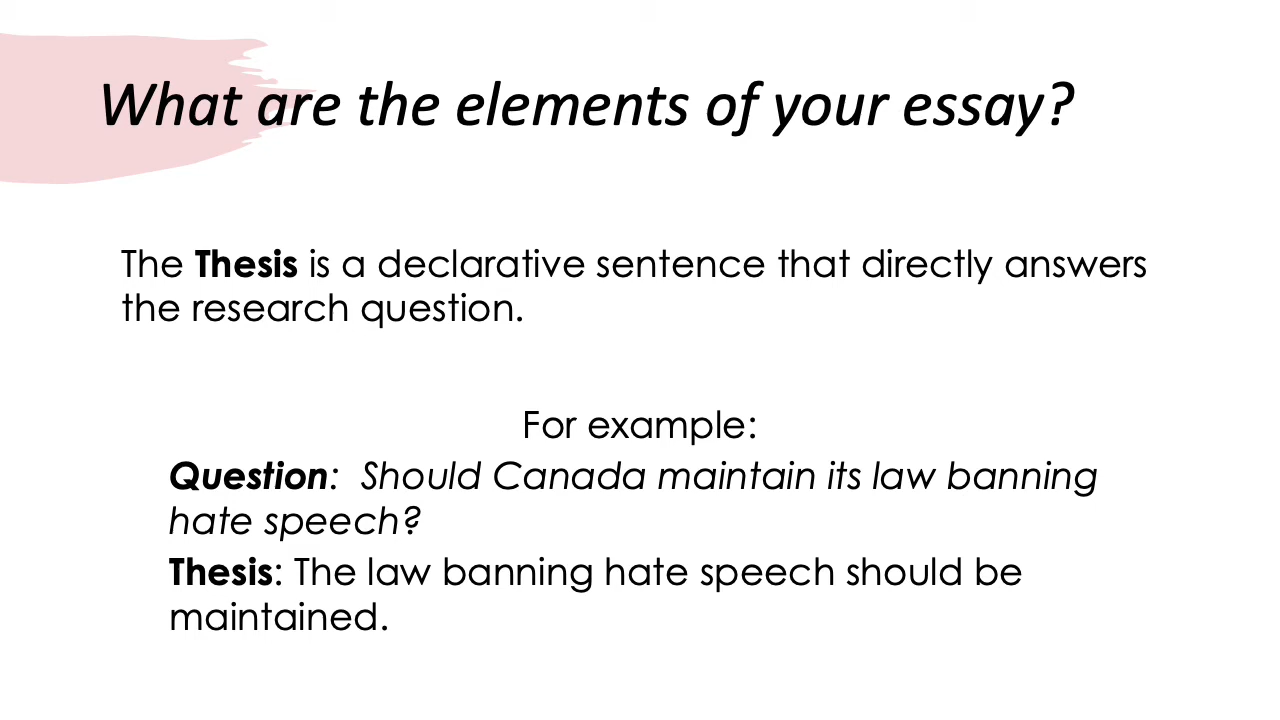 What are the elements of your essay?
The Thesis is a declarative sentence that directly answers
the research question.
For example:
Question:  Should Canada maintain its law banning
hate speech?
Thesis: The law banning hate speech should be
maintained.